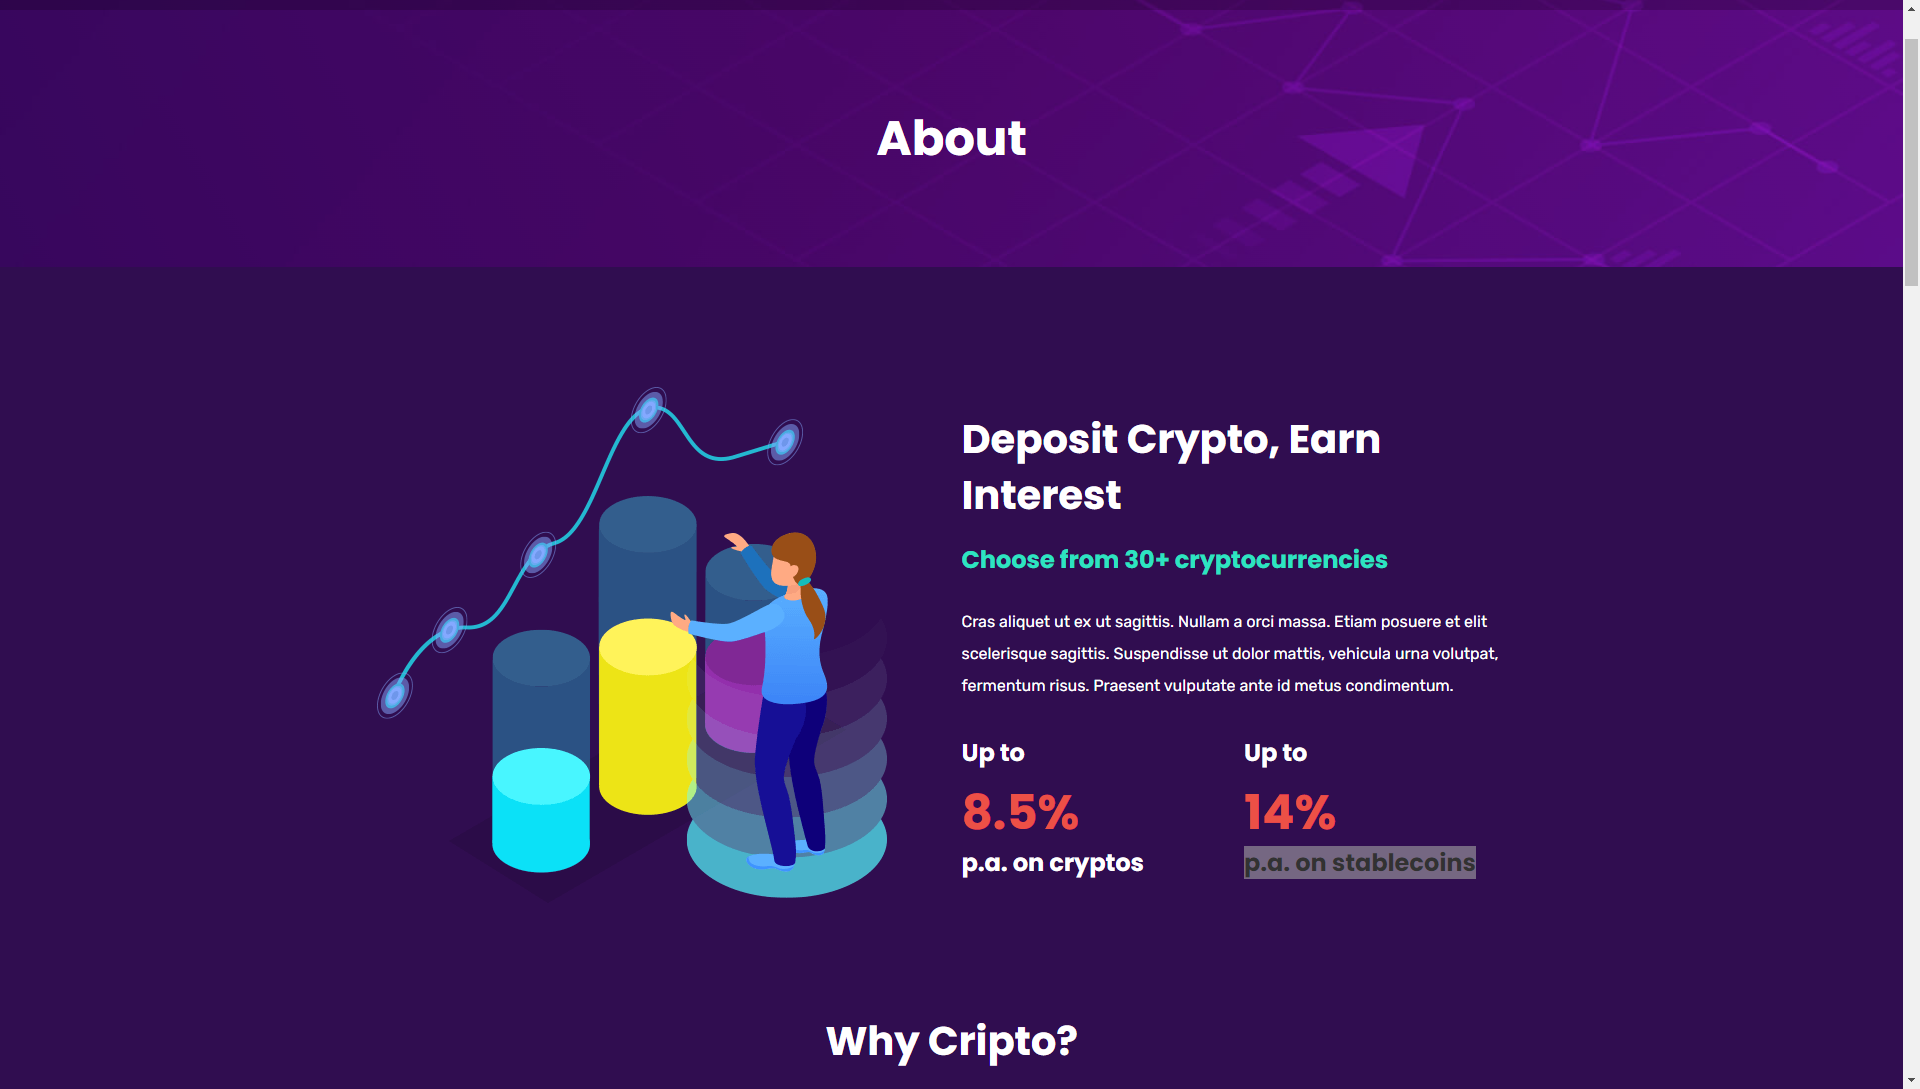 About
Deposit Crypto, Earn
Interest
Choose from 30+ cryptocurrencies
Cras aliquet ut ex ut sagittis. Nullam a orci massa. Etiam posuere et elit
scelerisque sagittis. Suspendisse ut dolor mattis, vehicula urna volutpat,
fermentum risus. Praesent vulputate ante id metus condimentum.
Up to
8.5%
p.a. on cryptos
Up to
14%
p.a. on stablecoins
Why Cripto?